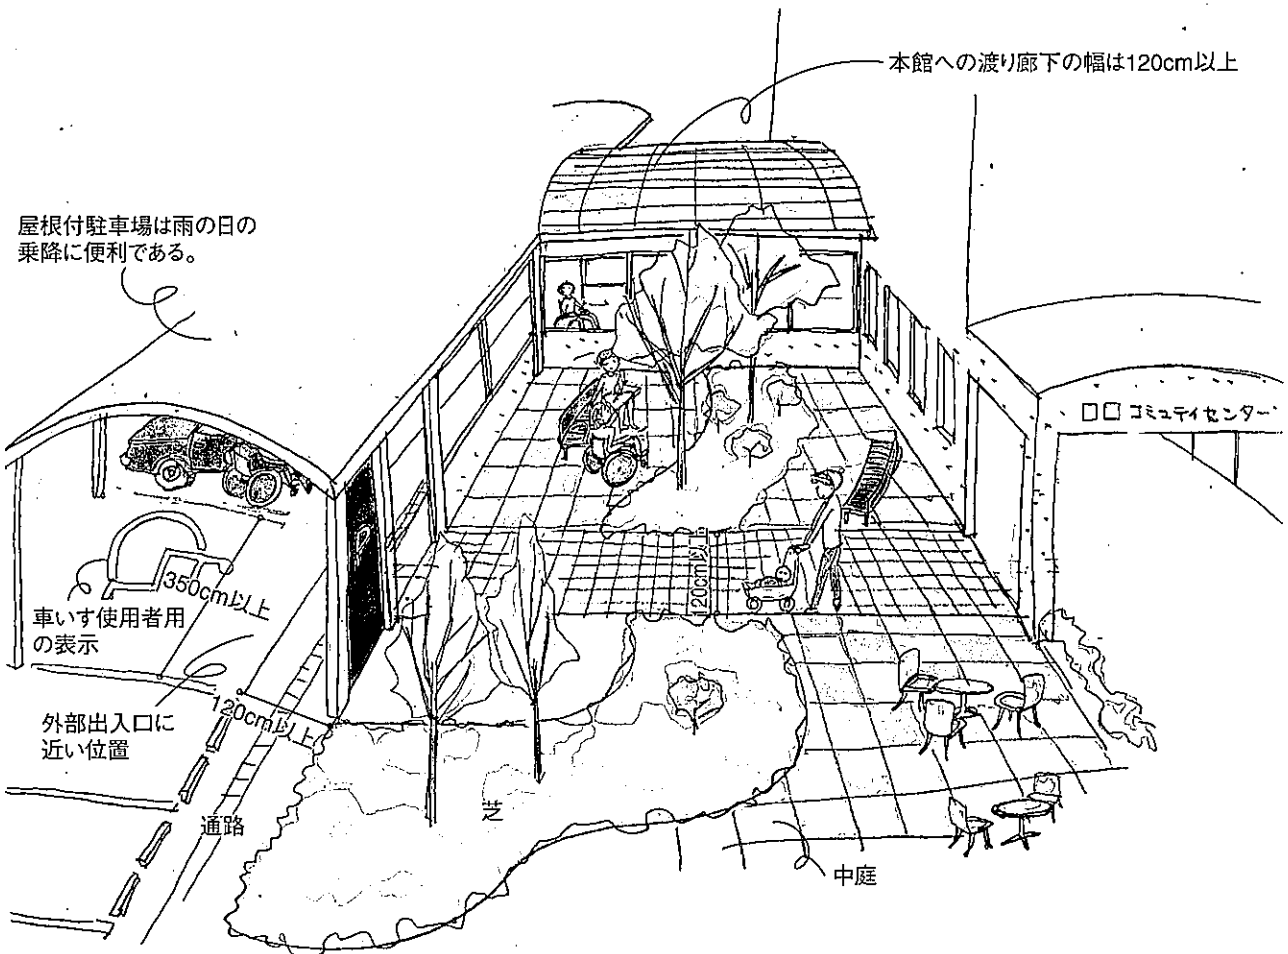 本館への渡り廊下の幅は120cm以上
屋根付駐車場は雨の日の
乗降に便利である。
□□ コミュティセンター
P
350cm以上
車いす使用者用
の表示
120cm以上
外部出入口に
近い位置
120cm以上
通路
芝
中庭